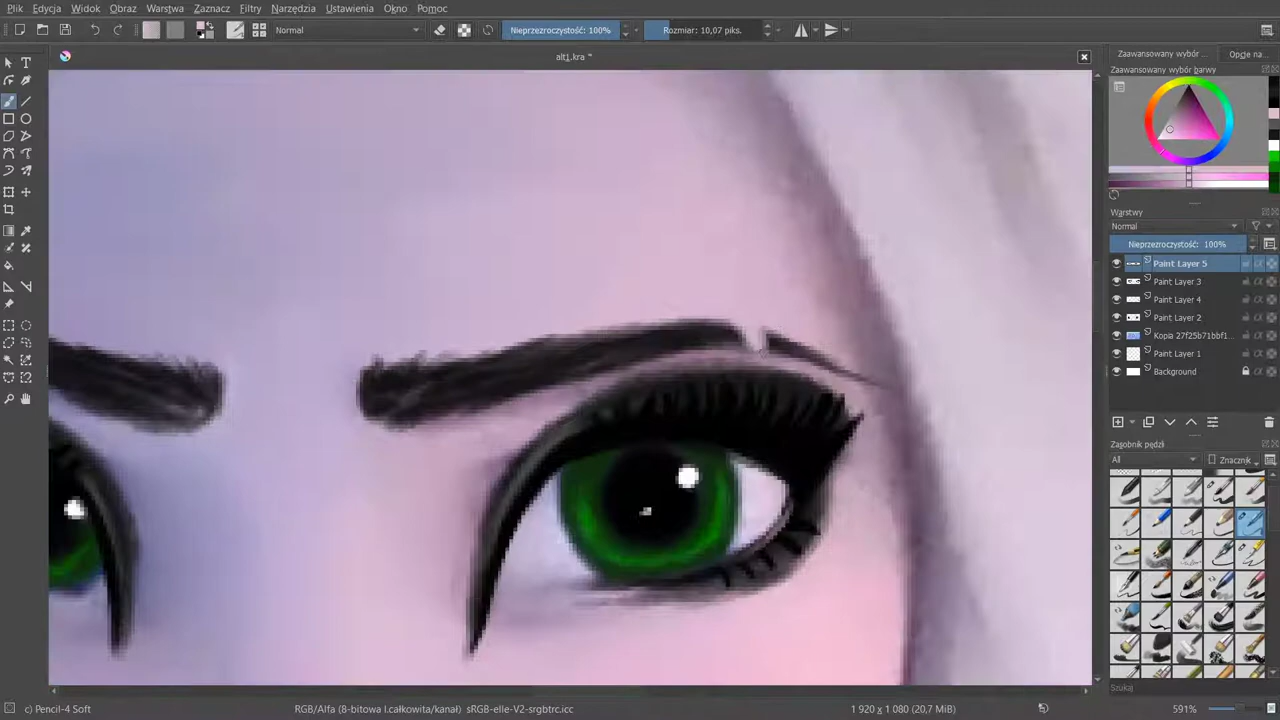 Plik Edycja Widok Obraz Warstwa Zaznacz Filtry Narzędzia Ustawienia Okno Pomoc
Normal
Nieprzezroczystość: 100%
Rozmiar: 10,07 piks.
alt1.kra *
Zaawansowany wybór ... Opcje na...
Zaawansowany wybór barwy
Warstwy
Normal
Nieprzezroczystość: 100%
Paint Layer 5
Paint Layer 3
Paint Layer 4
Paint Layer 2
Kopia 27f25b71bbf1...
Paint Layer 1
Background
Zasobnik pędzli
All
Znacznik
Szukaj
c) Pencil-4 Soft
RGB/Alfa (8-bitowa l.całkowita/kanał) sRGB-elle-V2-srgbtrc.icc
1 920 x 1 080 (20,7 MiB)
591%